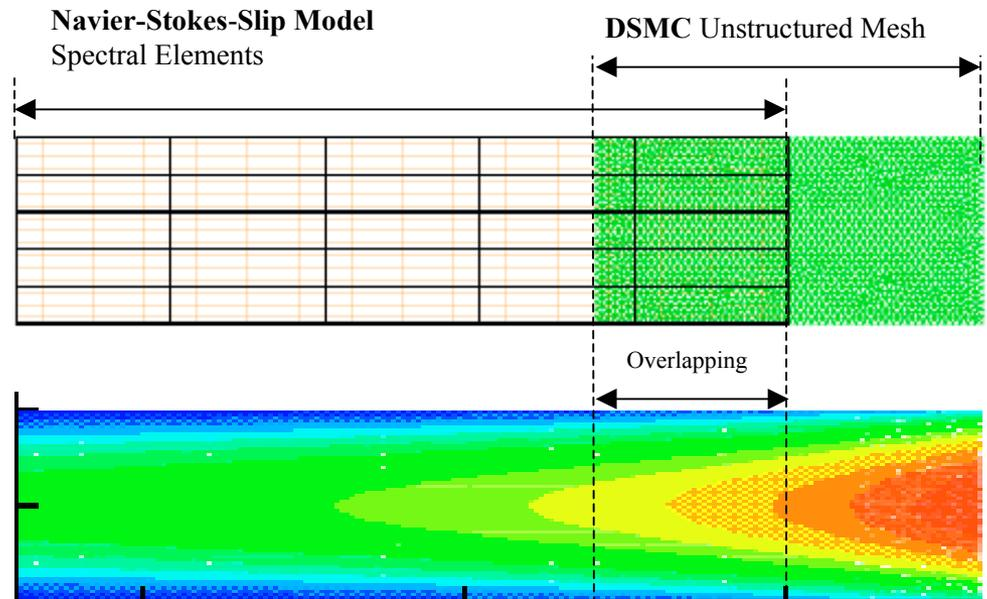 Navier-Stokes-Slip Model
Spectral Elements
DSMC Unstructured Mesh
Overlapping